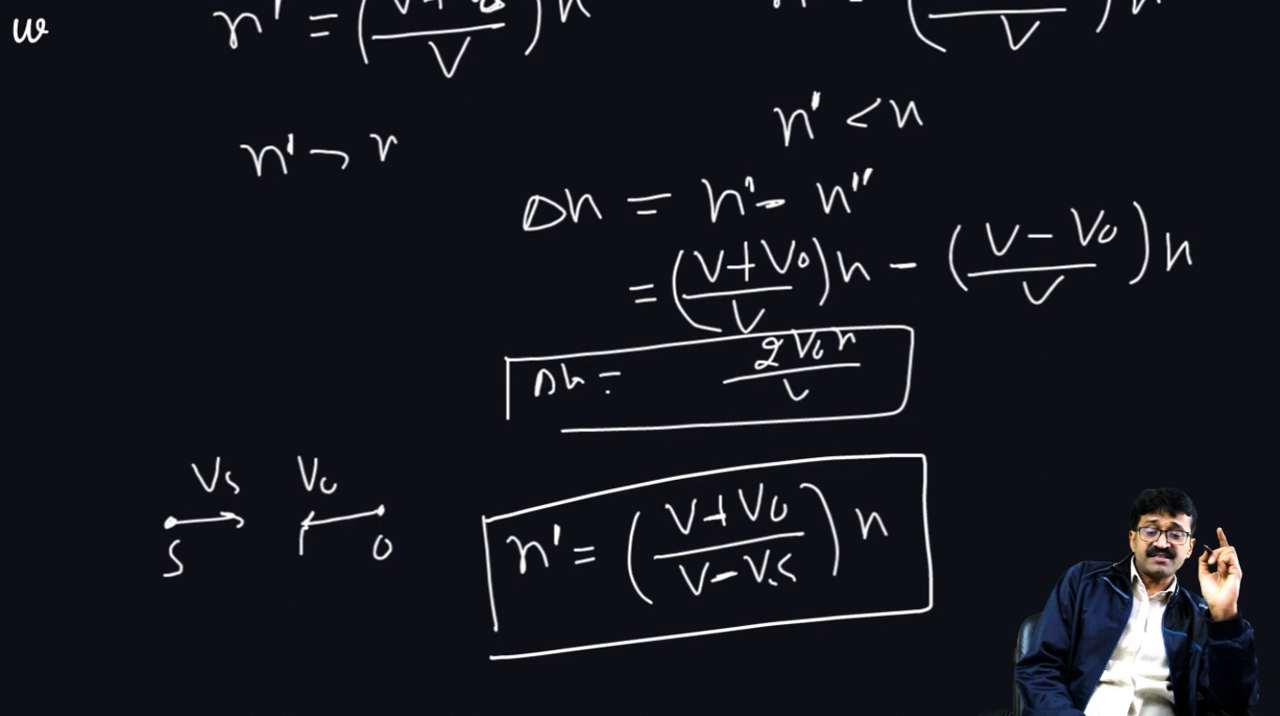 w
n' = (V+V0/V)n
n' = ( /V)n
n' < n
n' > n
Δn = n' - n''
= (V+V0/V)n - (V-V0/V)n
Δn = 2V0n/V
Vs V0
S O
n' = (V+V0/V-Vs)n